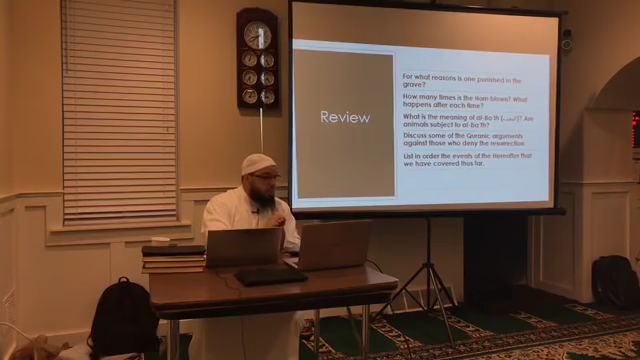 Review
For what reasons is one punished in the
grave?
How many times is the Horn blown? What
happens after each time?
What is the meaning of al-Ba'th [البعث]? Are
animals subject to al-Ba'th?
Discuss some of the Quranic arguments
against those who deny the resurrection.
List in order the events of the Hereafter that
we have covered thus far.